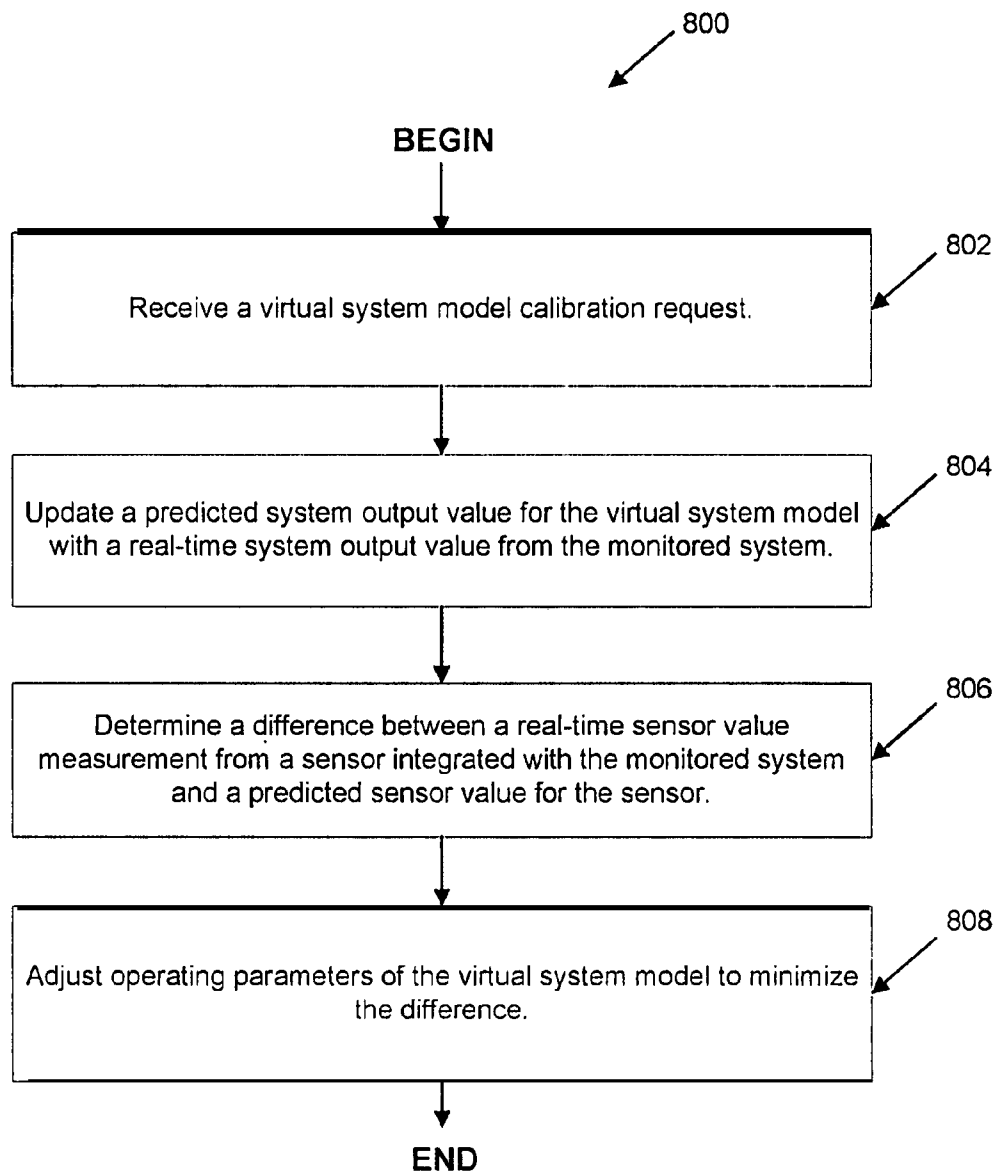 800
BEGIN
802
Receive a virtual system model calibration request.
804
Update a predicted system output value for the virtual system model
with a real-time system output value from the monitored system.
806
Determine a difference between a real-time sensor value
measurement from a sensor integrated with the monitored system
and a predicted sensor value for the sensor.
808
Adjust operating parameters of the virtual system model to minimize
the difference.
END